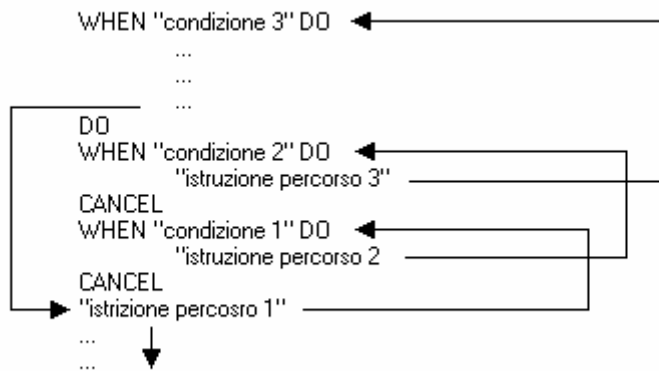 WHEN "condizione 3" DO
...
...
...
DO
WHEN "condizione 2" DO
"istruzione percorso 3"
CANCEL
WHEN "condizione 1" DO
"istruzione percorso 2
CANCEL
"istrizione percosro 1"
...
...